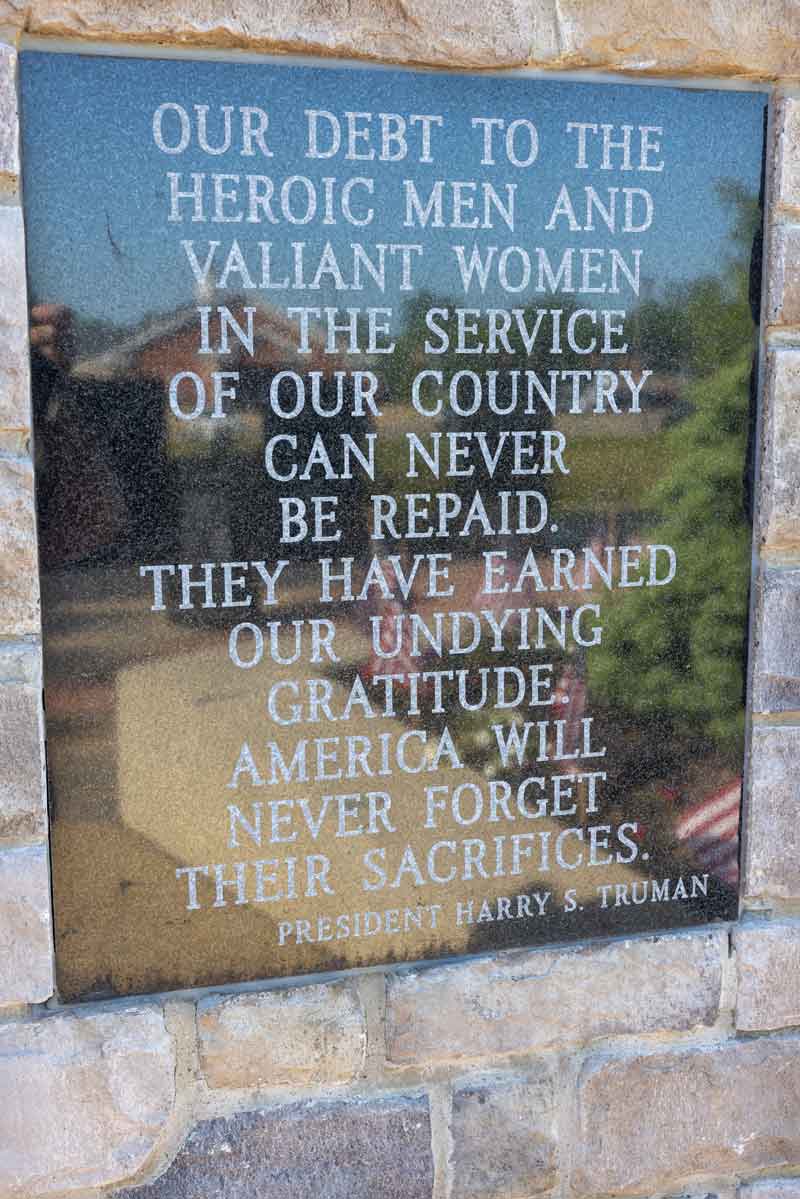 OUR DEBT TO THE
HEROIC MEN AND
VALIANT WOMEN
IN THE SERVICE
OF OUR COUNTRY
CAN NEVER
BE REPAID.
THEY HAVE EARNED
OUR UNDYING
GRATITUDE.
AMERICA WILL
NEVER FORGET
THEIR SACRIFICES.
PRESIDENT HARRY S. TRUMAN